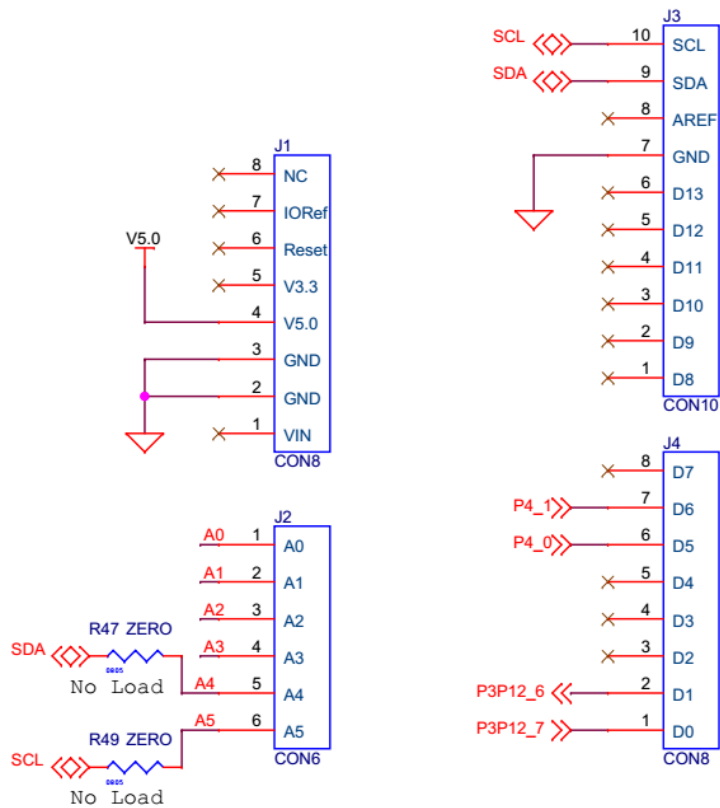 J1
8 NC
7 IORef
6 Reset
5 V3.3
V5.0
4 V5.0
3 GND
2 GND
1 VIN
CON8
J2
A0 1 A0
A1 2 A1
A2 3 A2
R47 ZERO
A3 4 A3
SDA
0805
No Load
A4 5 A4
A5 6 A5
R49 ZERO
CON6
SCL
0805
No Load
J3
SCL 10 SCL
SDA 9 SDA
8 AREF
7 GND
6 D13
5 D12
4 D11
3 D10
2 D9
1 D8
CON10
J4
8 D7
P4_1 7 D6
P4_0 6 D5
5 D4
4 D3
3 D2
P3P12_6 2 D1
P3P12_7 1 D0
CON8